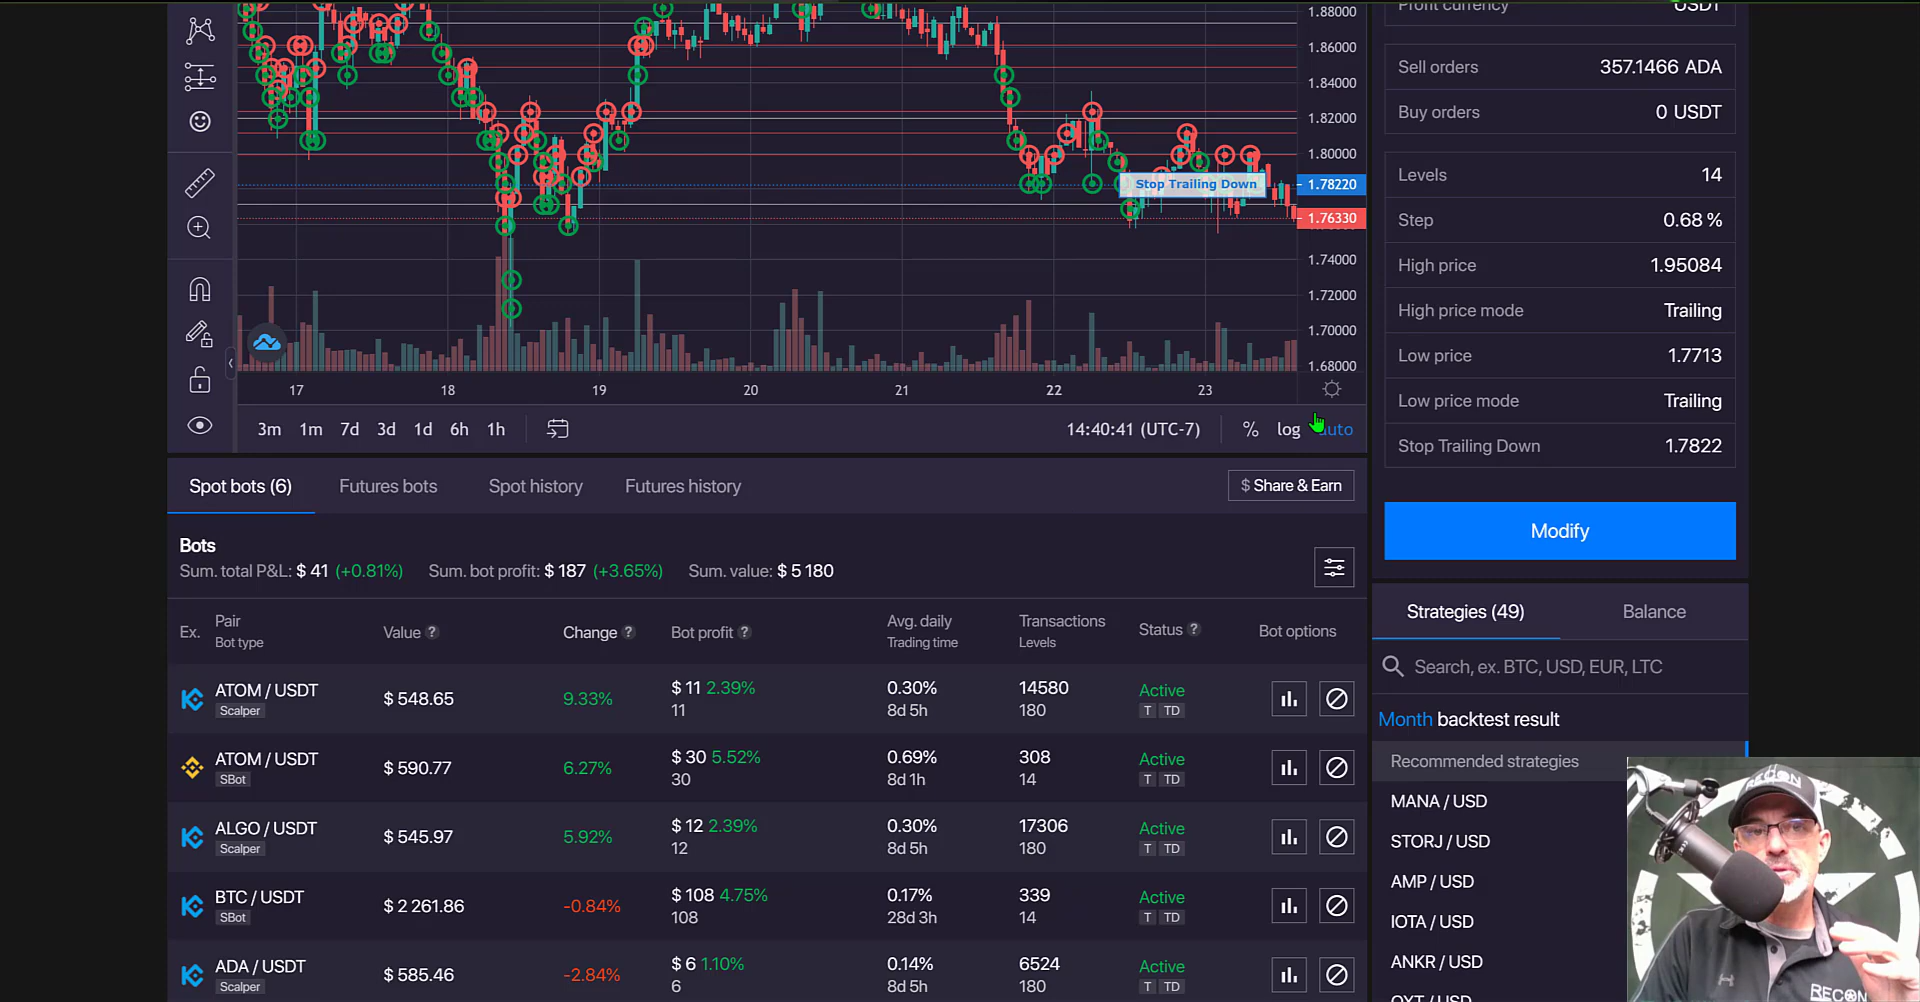 1.88000
1.86000
1.84000
1.82000
1.80000
Stop Trailing Down
1.78220
1.76330
1.74000
1.72000
1.70000
1.68000
17 18 19 20 21 22 23
3m 1m 7d 3d 1d 6h 1h
14:40:41 (UTC-7) % log auto
Profit currency USDT
Sell orders 357.1466 ADA
Buy orders 0 USDT
Levels 14
Step 0.68 %
High price 1.95084
High price mode Trailing
Low price 1.7713
Low price mode Trailing
Stop Trailing Down 1.7822
Modify
Spot bots (6) Futures bots Spot history Futures history $ Share & Earn
Bots
Sum. total P&L: $ 41 (+0.81%) Sum. bot profit: $ 187 (+3.65%) Sum. value: $ 5 180
Ex. Pair Value ? Change ? Bot profit ? Avg. daily Transactions Status ? Bot options
Bot type Trading time Levels
ATOM / USDT $ 548.65 9.33% $ 11 2.39% 0.30% 14580 Active
Scalper 11 8d 5h 180 T TD
ATOM / USDT $ 590.77 6.27% $ 30 5.52% 0.69% 308 Active
SBot 30 8d 1h 14 T TD
ALGO / USDT $ 545.97 5.92% $ 12 2.39% 0.30% 17306 Active
Scalper 12 8d 5h 180 T TD
BTC / USDT $ 2 261.86 -0.84% $ 108 4.75% 0.17% 339 Active
SBot 108 28d 3h 14 T TD
ADA / USDT $ 585.46 -2.84% $ 6 1.10% 0.14% 6524 Active
Scalper 6 8d 5h 180 T TD
Strategies (49) Balance
Search, ex. BTC, USD, EUR, LTC
Month backtest result
Recommended strategies
MANA / USD
STORJ / USD
AMP / USD
IOTA / USD
ANKR / USD
OXT / USD
RECON
RECON